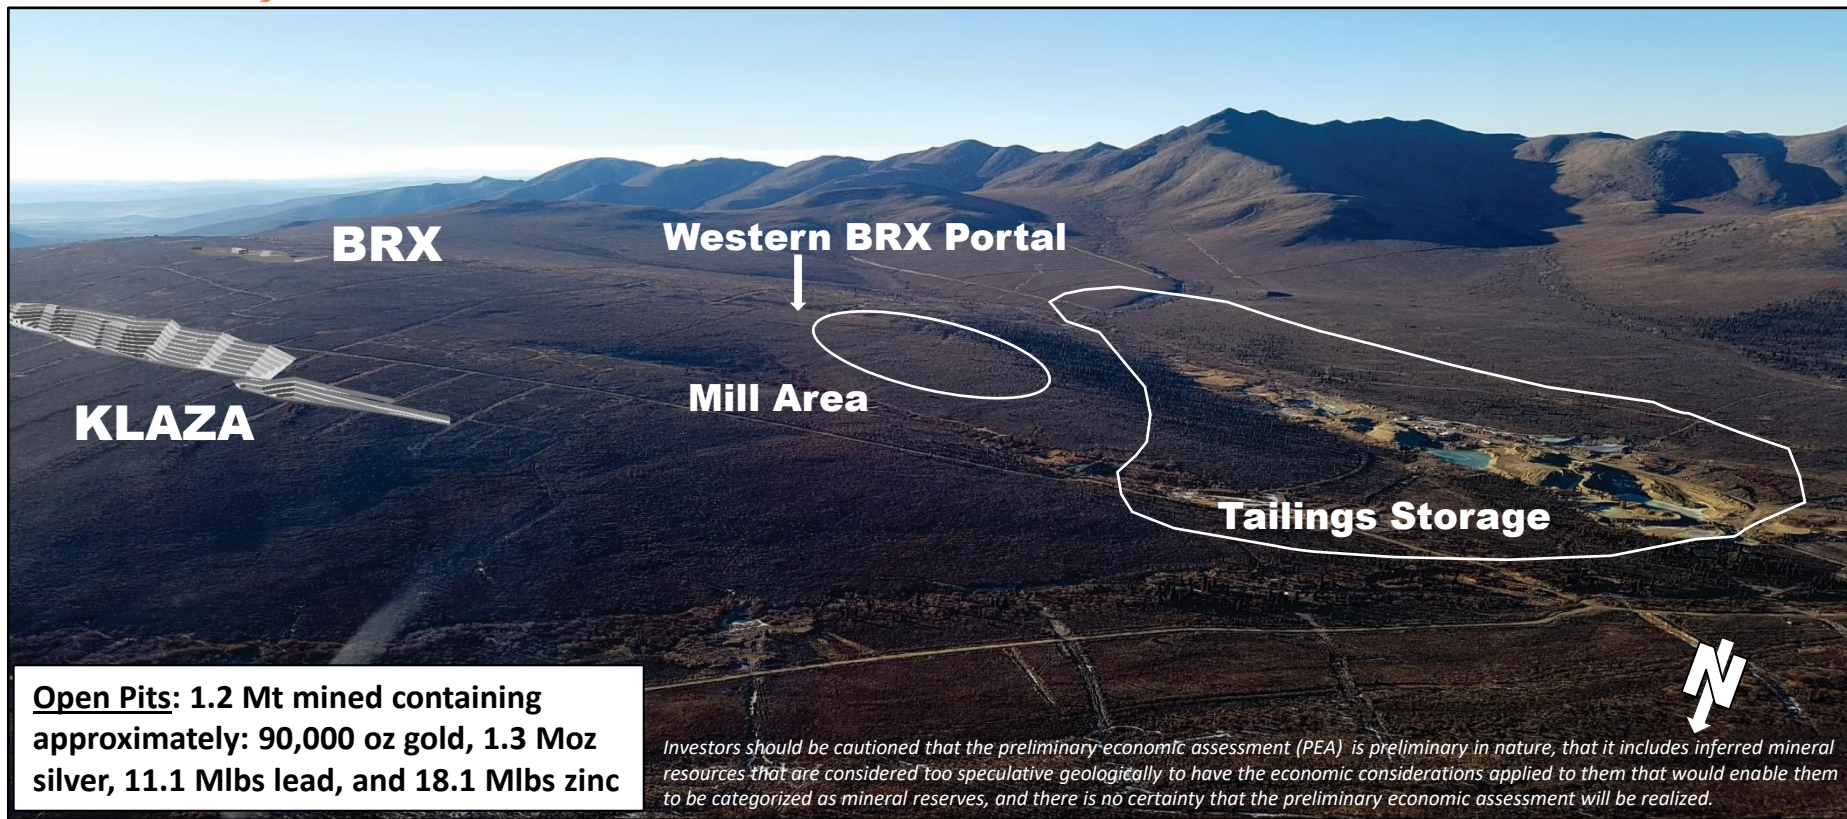 BRX
Western BRX Portal
KLAZA
Mill Area
Tailings Storage
N
Open Pits: 1.2 Mt mined containing
approximately: 90,000 oz gold, 1.3 Moz
silver, 11.1 Mlbs lead, and 18.1 Mlbs zinc
Investors should be cautioned that the preliminary economic assessment (PEA) is preliminary in nature, that it includes inferred mineral
resources that are considered too speculative geologically to have the economic considerations applied to them that would enable them
to be categorized as mineral reserves, and there is no certainty that the preliminary economic assessment will be realized.